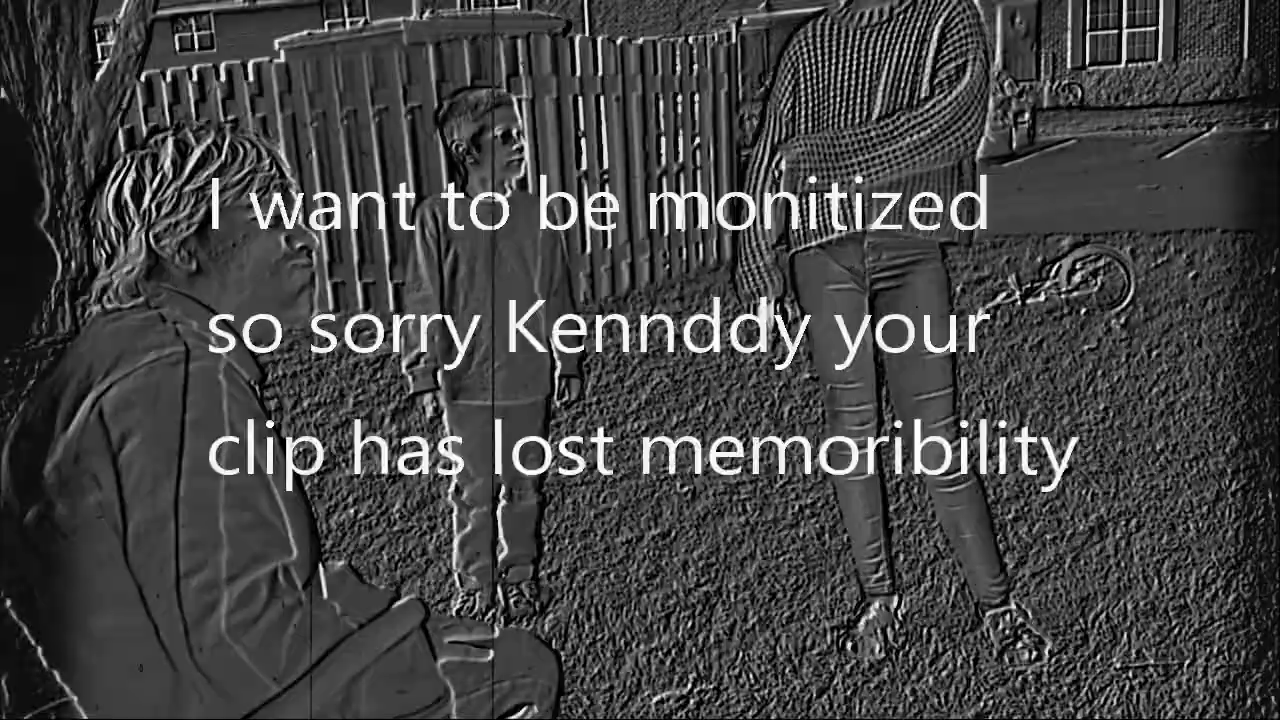 I want to be monitized
so sorry Kennddy your
clip has lost memoribility